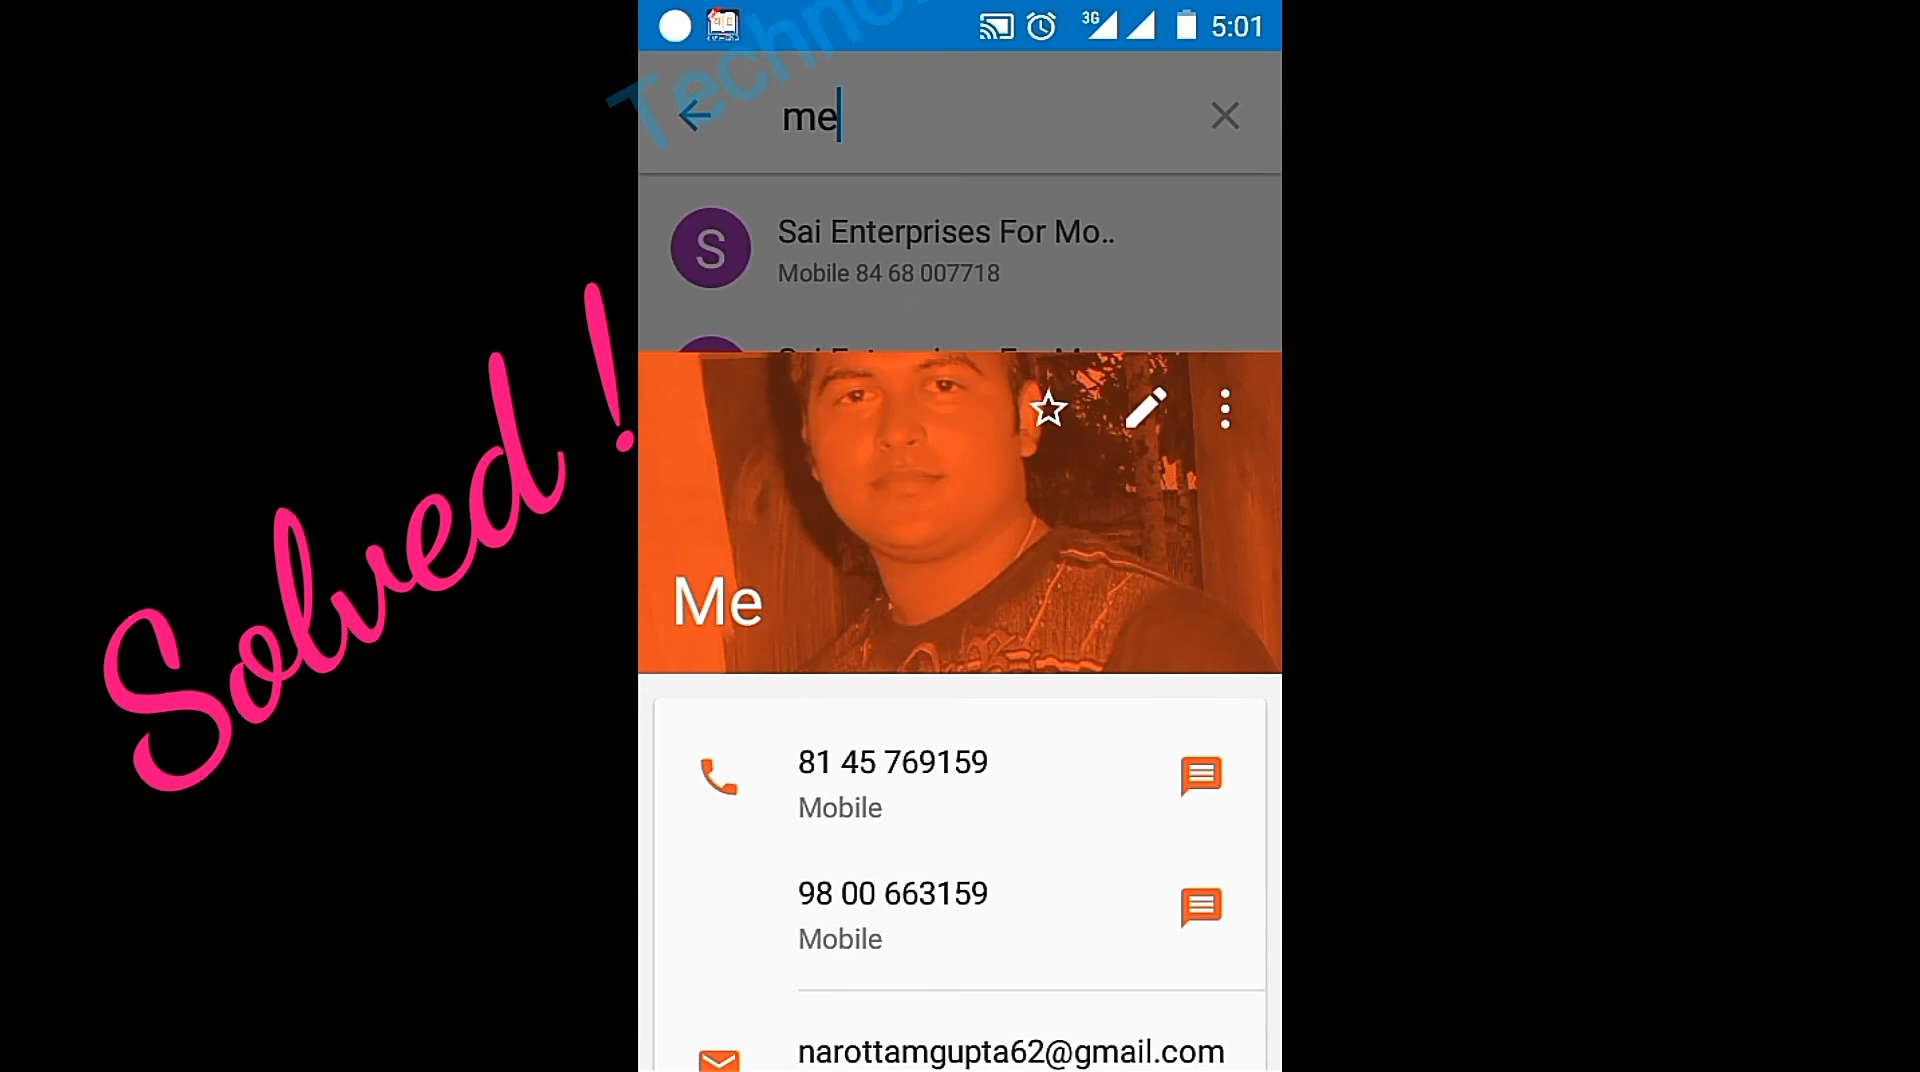 3G 5:01
Techno
me
S
Sai Enterprises For Mo..
Mobile 84 68 007718
Me
Solved !
81 45 769159
Mobile
98 00 663159
Mobile
narottamgupta62@gmail.com